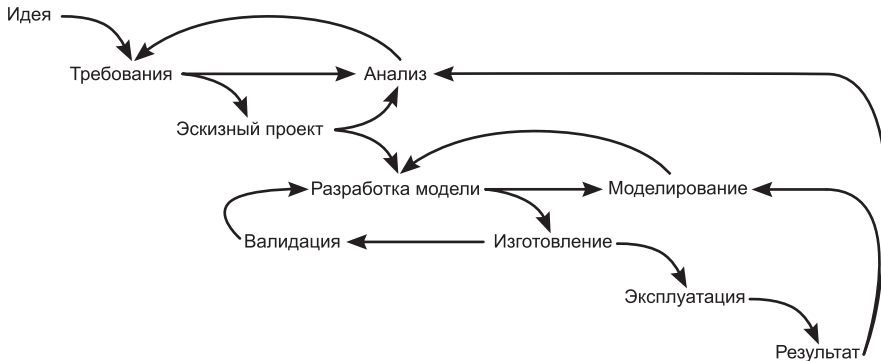 Идея
Требования
Анализ
Эскизный проект
Разработка модели
Моделирование
Валидация
Изготовление
Эксплуатация
Результат